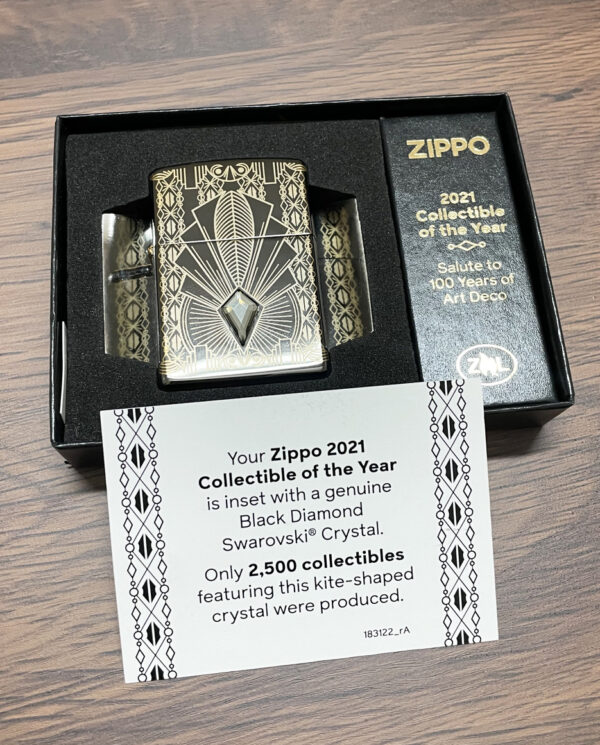 ZIPPO
2021
Collectible
of the Year
Salute to
100 Years of
Art Deco
Your Zippo 2021
Collectible of the Year
is inset with a genuine
Black Diamond
Swarovski® Crystal.
Only 2,500 collectibles
featuring this kite-shaped
crystal were produced.
183122_rA